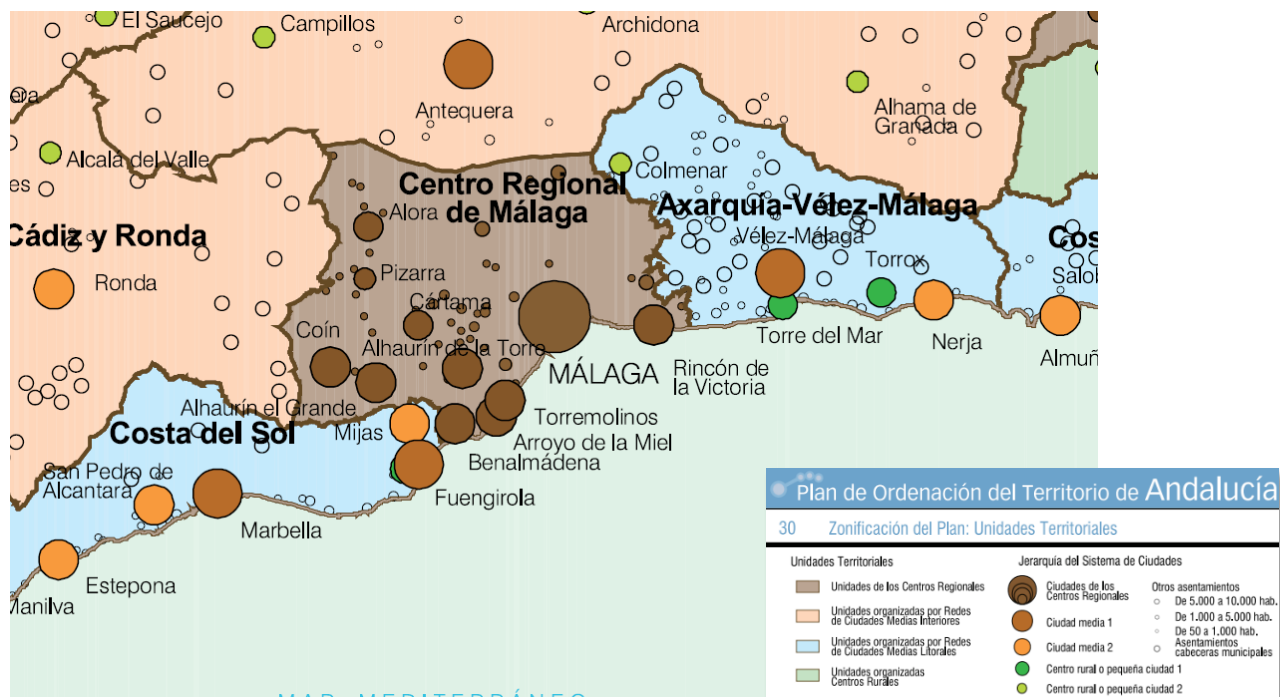 El Saucejo
Campillos
Archidona
Antequera
Alhama de
Granada
Alcalá del Valle
Colmenar
Centro Regional
de Málaga
Axarquía-Vélez-Málaga
Alora
Vélez-Málaga
Cádiz y Ronda
Cos
Torrox
Ronda
Pizarra
Salob
Cártama
Coín
Alhaurín de la Torre
Torre del Mar
Nerja
Almuñ
MÁLAGA
Rincón de
la Victoria
Alhaurín el Grande
Torremolinos
Costa del Sol
Mijas
Arroyo de la Miel
Benalmádena
San Pedro de
Alcantara
Fuengirola
Marbella
Estepona
Manilva
MAR MEDITERRÁNEO
Plan de Ordenación del Territorio de Andalucía
30 Zonificación del Plan: Unidades Territoriales
Unidades Territoriales
Unidades de los Centros Regionales
Unidades organizadas por Redes
de Ciudades Medias Interiores
Unidades organizadas por Redes
de Ciudades Medias Litorales
Unidades organizadas
Centros Rurales
Jerarquía del Sistema de Ciudades
Ciudades de los
Centros Regionales
Ciudad media 1
Ciudad media 2
Centro rural o pequeña ciudad 1
Centro rural o pequeña ciudad 2
Otros asentamientos
De 5.000 a 10.000 hab.
De 1.000 a 5.000 hab.
De 50 a 1.000 hab.
Asentamientos
cabeceras municipales